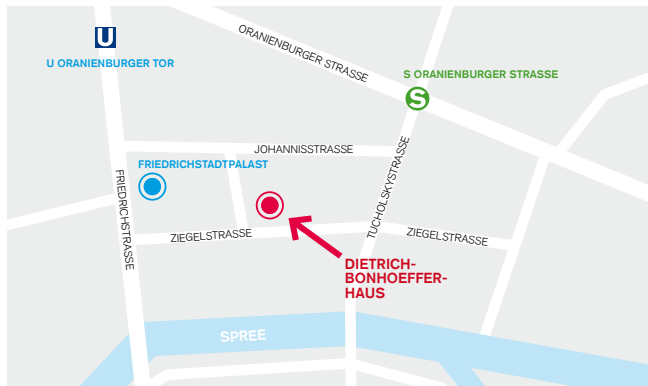 U
U ORANIENBURGER TOR
ORANIENBURGER STRASSE
S ORANIENBURGER STRASSE
S
JOHANNISSTRASSE
FRIEDRICHSTADTPALAST
FRIEDRICHSTRASSE
TUCHOLSKYSTRASSE
ZIEGELSTRASSE
ZIEGELSTRASSE
DIETRICH-
BONHOEFFER-
HAUS
SPREE